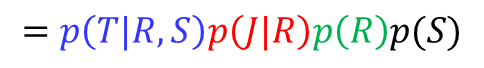 = p(T|R, S)p(J|R)p(R)p(S)